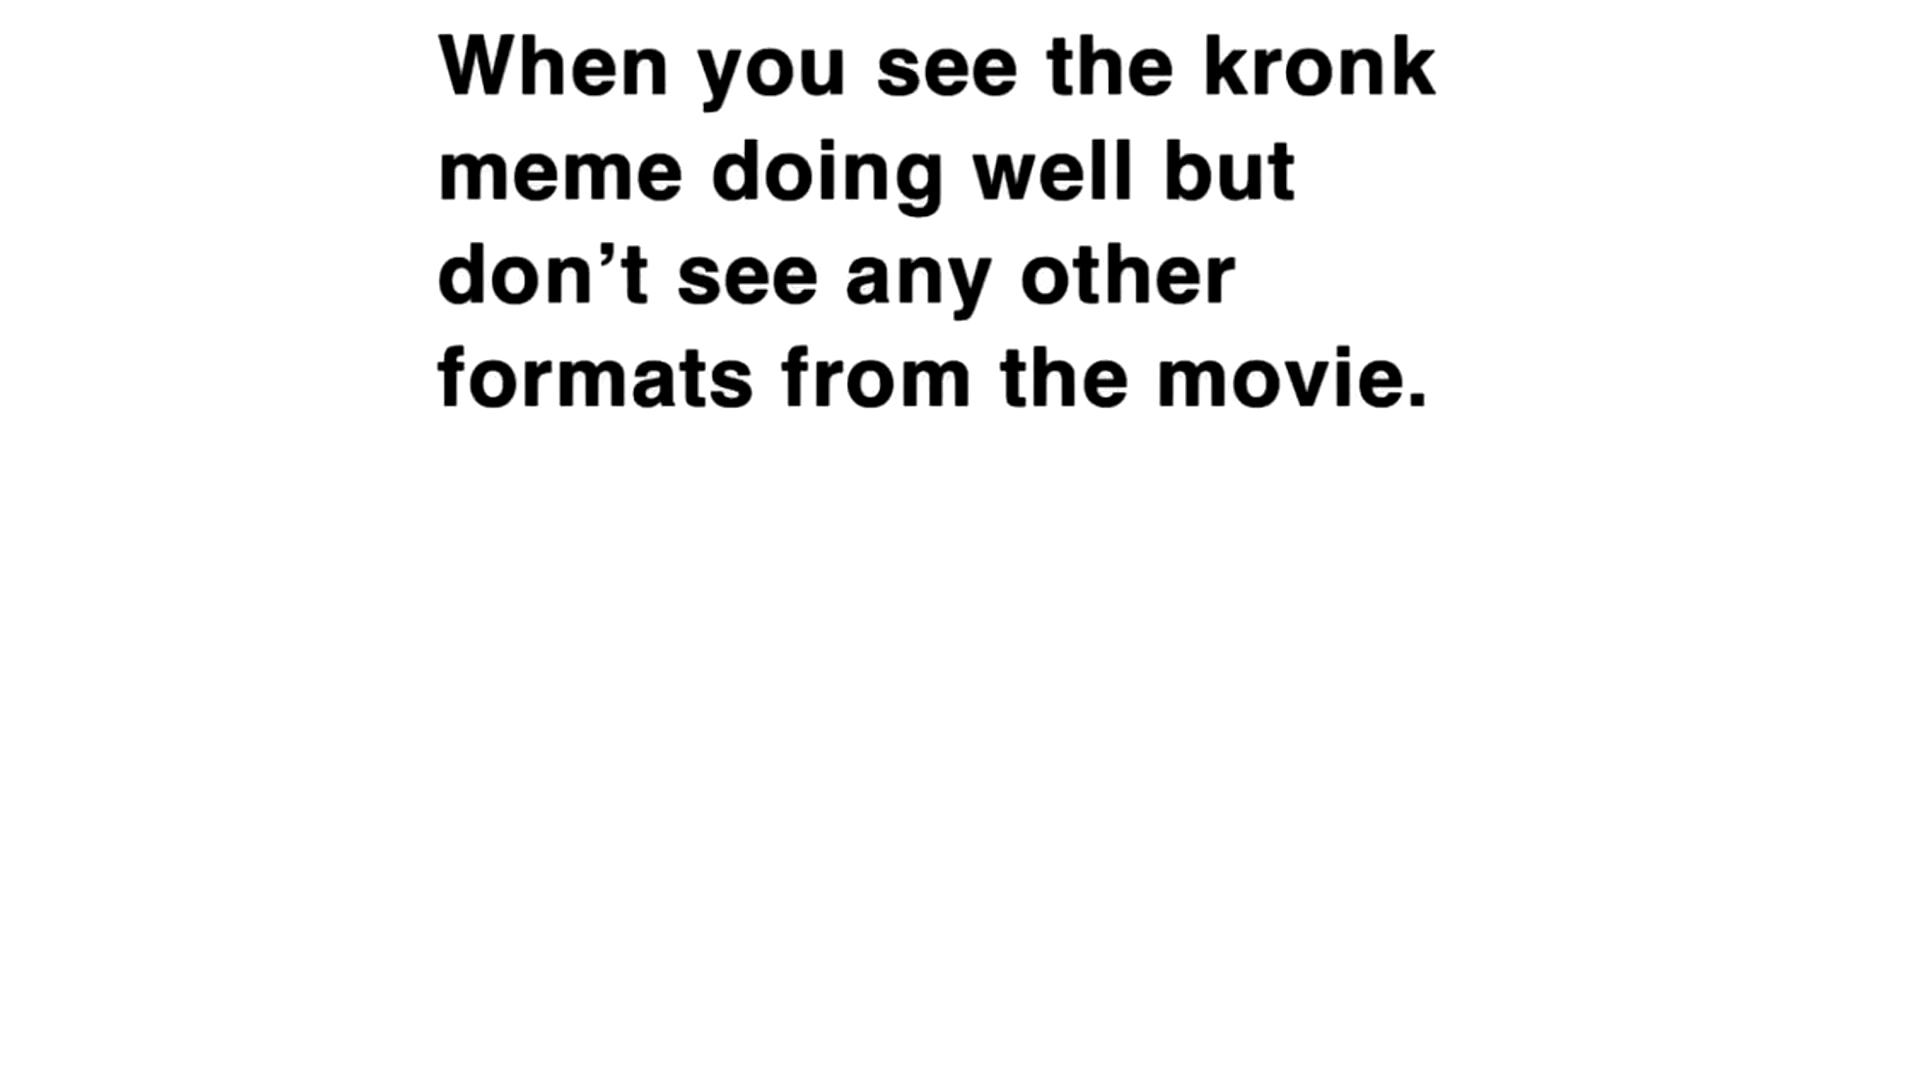 When you see the kronk
meme doing well but
don’t see any other
formats from the movie.